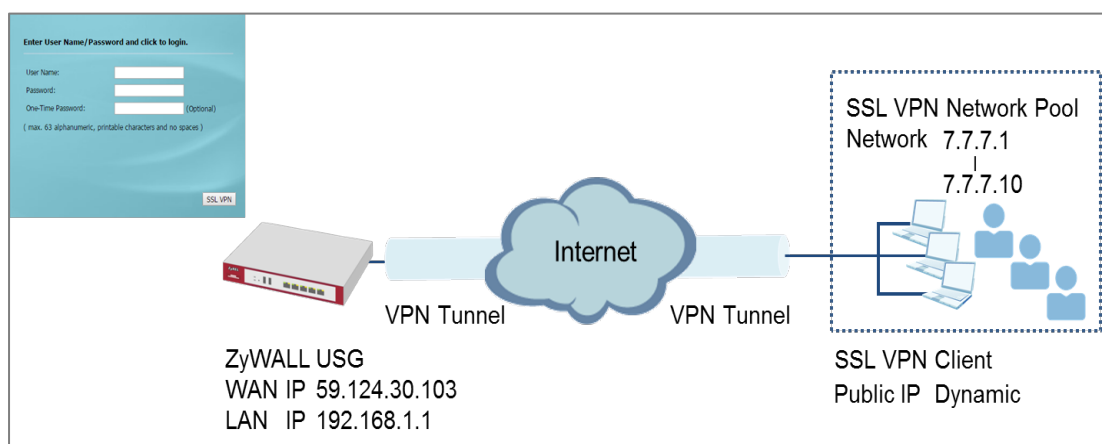 Enter User Name/Password and click to login.
User Name:
Password:
One-Time Password:
(Optional)
( max. 63 alphanumeric, printable characters and no spaces )
SSL VPN
SSL VPN Network Pool
Network 7.7.7.1
7.7.7.10
Internet
ZyXEL
VPN Tunnel
VPN Tunnel
ZyWALL USG
WAN IP 59.124.30.103
LAN IP 192.168.1.1
SSL VPN Client
Public IP Dynamic